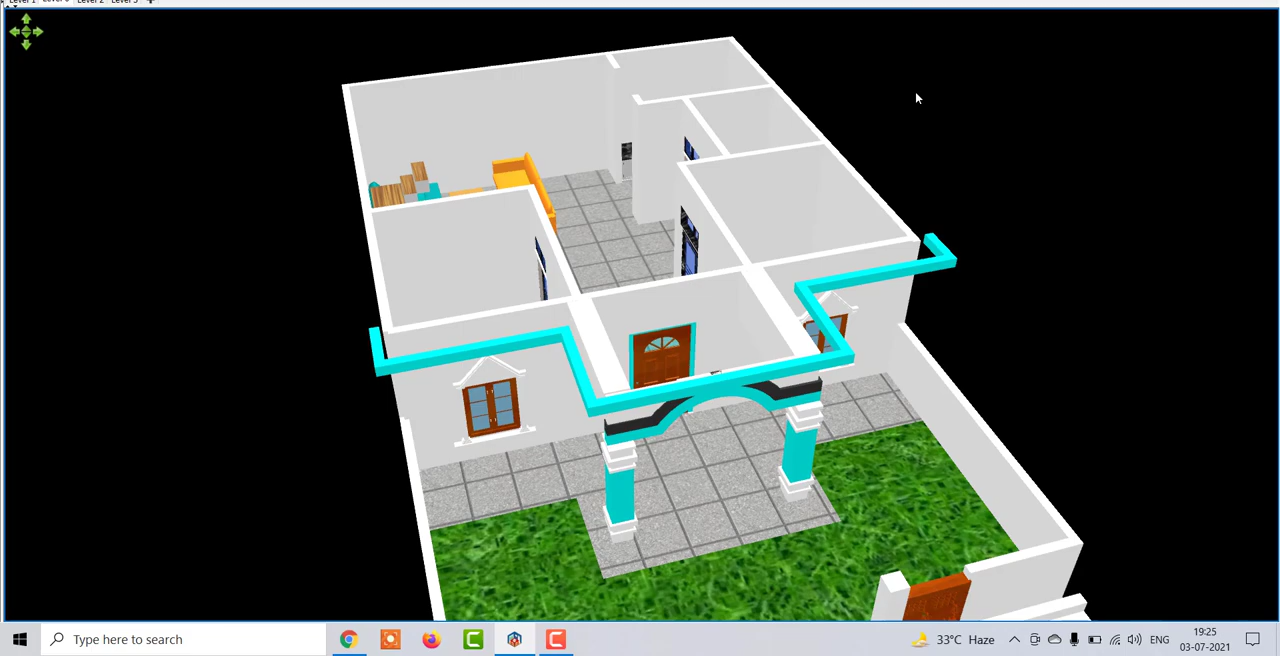 Level 1 Level 2 Level 3
Type here to search
33°C Haze
ENG
19:25
03-07-2021